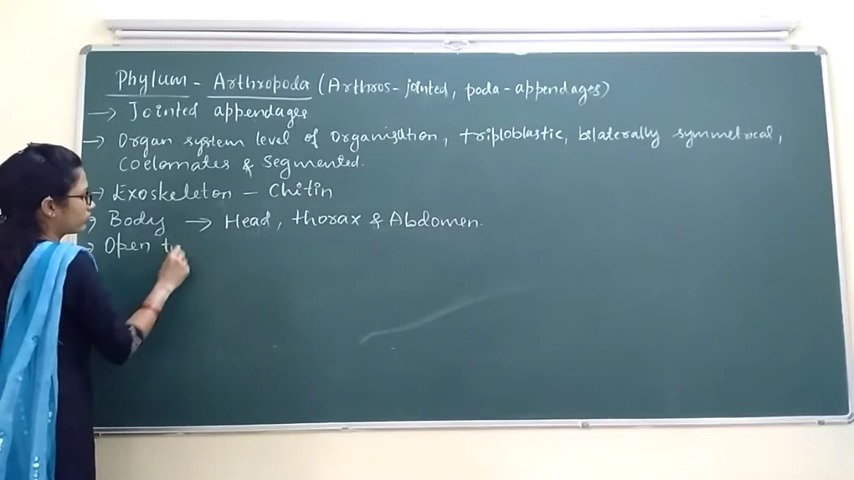 Phylum - Arthropoda (Arthros - jointed, poda - appendages)
→ Jointed appendages
→ Organ system level of Organization, triploblastic, bilaterally symmetrical,
Coelomates & Segmented.
→ Exoskeleton - Chitin
→ Body → Head, thorax & Abdomen.
→ Open ty